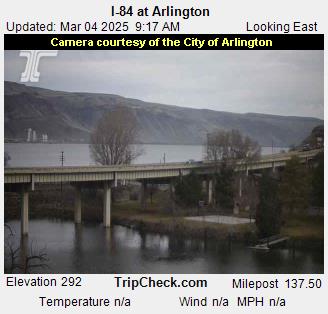 I-84 at Arlington
Updated: Mar 04 2025 9:17 AM Looking East
Camera courtesy of the City of Arlington
Elevation 292 TripCheck.com Milepost 137.50
Temperature n/a Wind n/a MPH n/a